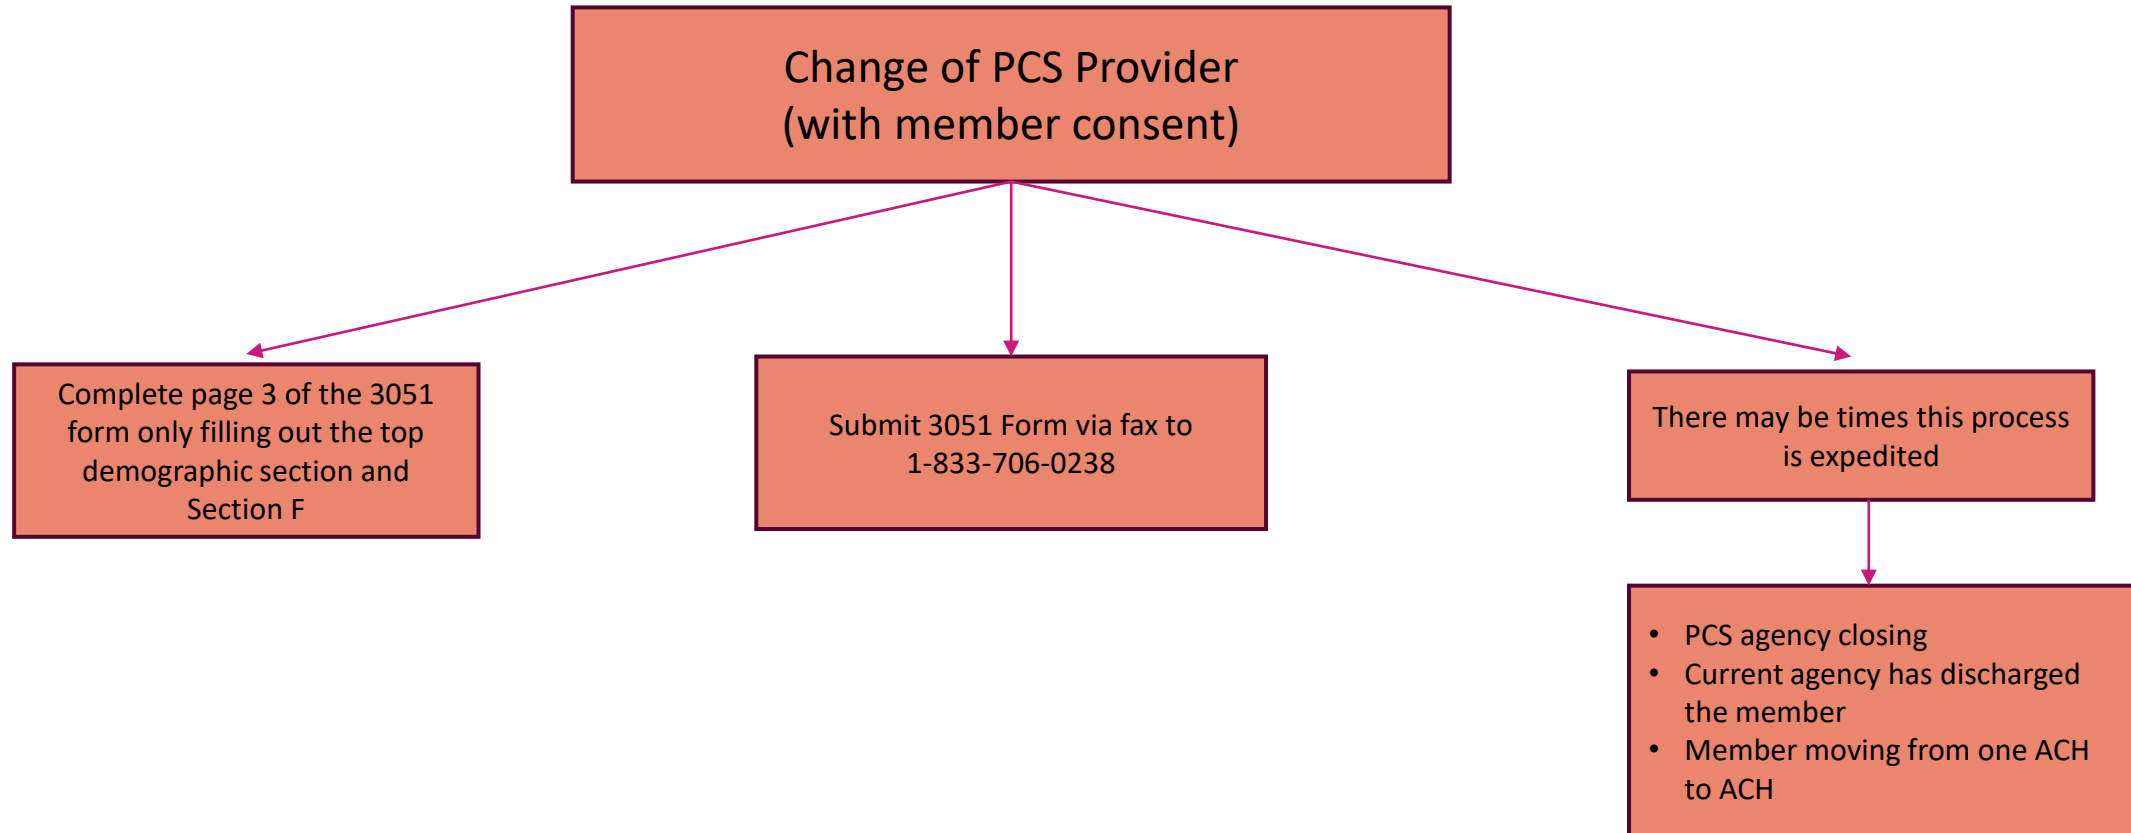 Change of PCS Provider
(with member consent)
Complete page 3 of the 3051
form only filling out the top
demographic section and
Section F
Submit 3051 Form via fax to
1-833-706-0238
There may be times this process
is expedited
• PCS agency closing
• Current agency has discharged
the member
• Member moving from one ACH
to ACH